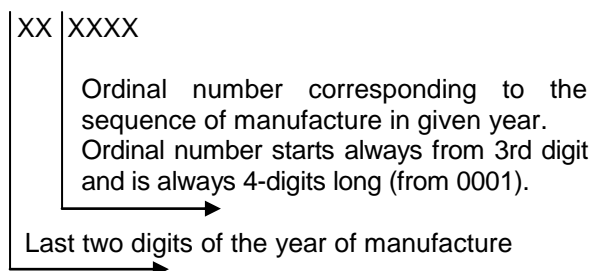 XX XXXX
Ordinal number corresponding to the
sequence of manufacture in given year.
Ordinal number starts always from 3rd digit
and is always 4-digits long (from 0001).
Last two digits of the year of manufacture